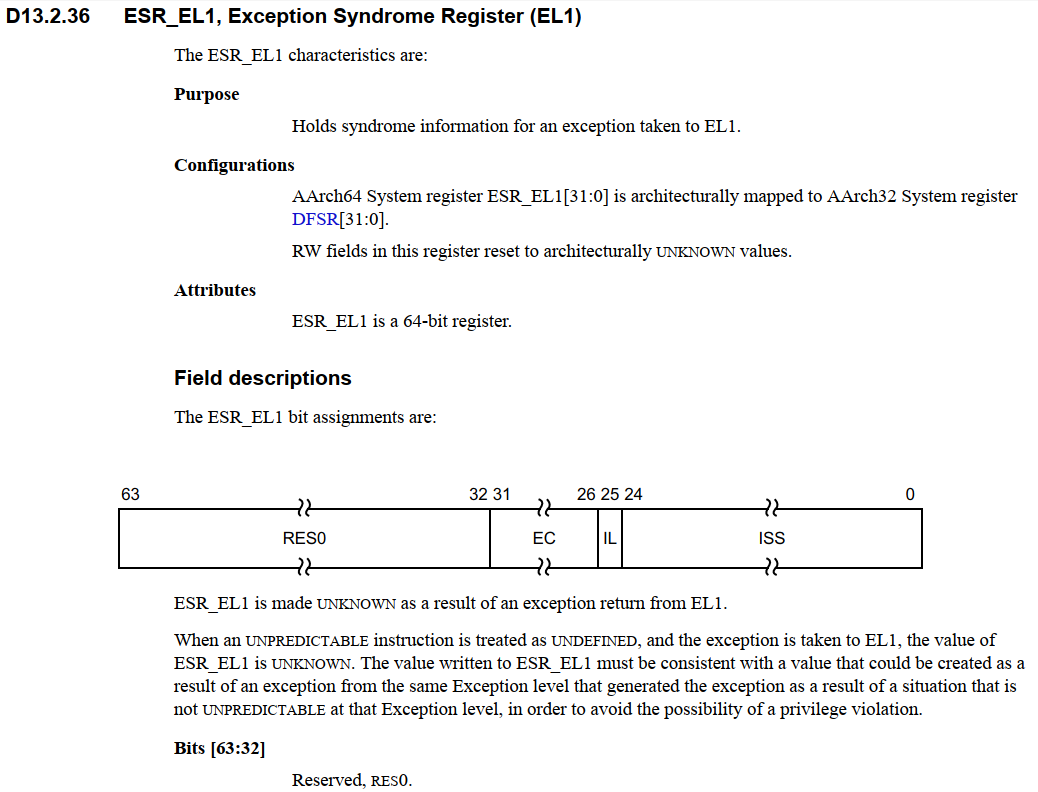 D13.2.36 ESR_EL1, Exception Syndrome Register (EL1)
The ESR_EL1 characteristics are:
Purpose
Holds syndrome information for an exception taken to EL1.
Configurations
AArch64 System register ESR_EL1[31:0] is architecturally mapped to AArch32 System register
DFSR[31:0].
RW fields in this register reset to architecturally UNKNOWN values.
Attributes
ESR_EL1 is a 64-bit register.
Field descriptions
The ESR_EL1 bit assignments are:
63 32 31 26 25 24 0
RES0 EC IL ISS
ESR_EL1 is made UNKNOWN as a result of an exception return from EL1.
When an UNPREDICTABLE instruction is treated as UNDEFINED, and the exception is taken to EL1, the value of
ESR_EL1 is UNKNOWN. The value written to ESR_EL1 must be consistent with a value that could be created as a
result of an exception from the same Exception level that generated the exception as a result of a situation that is
not UNPREDICTABLE at that Exception level, in order to avoid the possibility of a privilege violation.
Bits [63:32]
Reserved, RES0.